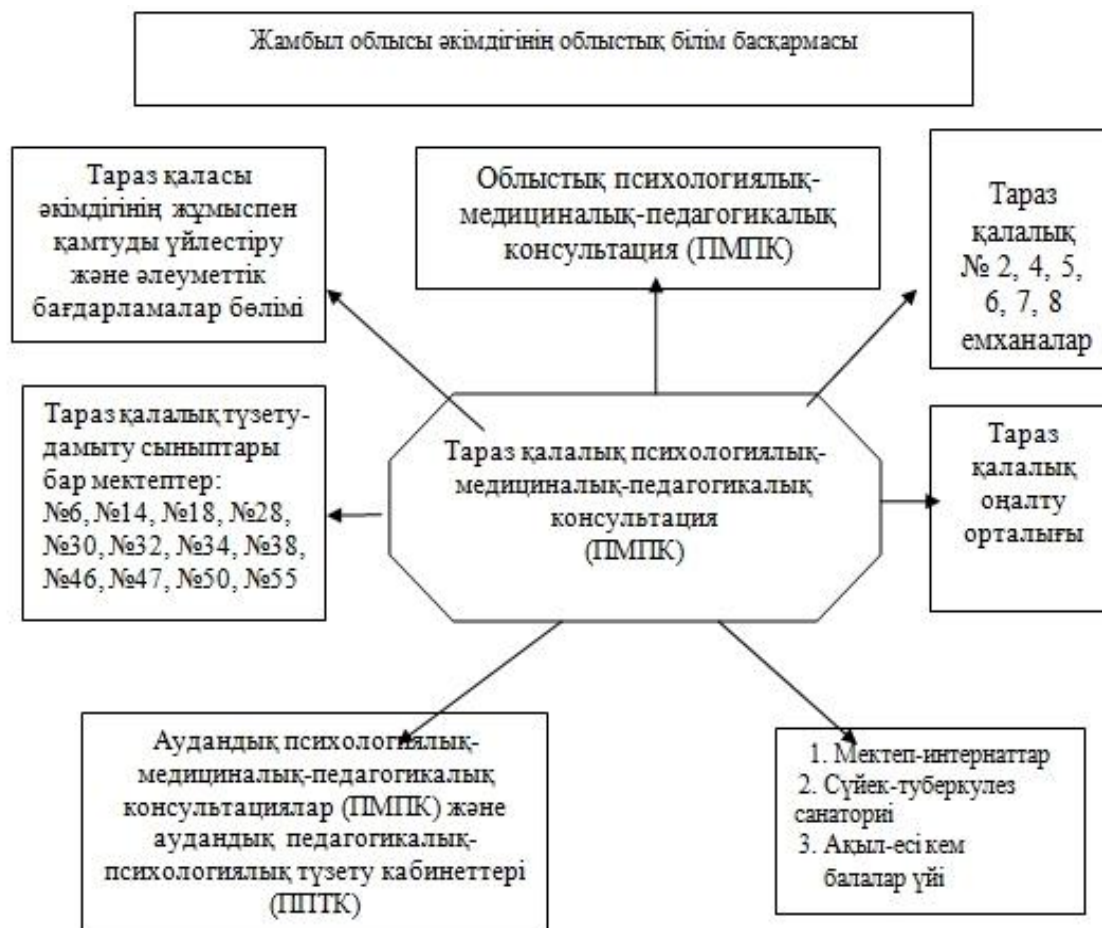 Жамбыл облысы әкімдігінің облыстық білім басқармасы
Тараз қаласы
әкімдігінің жұмыспен
қамтуды үйлестіру
және әлеуметтік
бағдарламалар бөлімі
Облыстық психологиялық-
медициналық-педагогикалық
консультация (ПМПК)
Тараз
қалалық
№ 2, 4, 5,
6, 7, 8
емханалар
Тараз қалалық түзету-
дамыту сыныптары
бар мектептер:
№6, №14, №18, №28,
№30, №32, №34, №38,
№46, №47, №50, №55
Тараз қалалық психологиялық-
медициналық-педагогикалық
консультация
(ПМПК)
Тараз
қалалық
оңалту
орталығы
Аудандық психологиялық-
медициналық-педагогикалық
консультациялар (ПМПК) және
аудандық педагогикалық-
психологиялық түзету кабинеттері
(ППТК)
1. Мектеп-интернаттар
2. Сүйек-туберкулез
санаториі
3. Ақыл-есі кем
балалар үйі